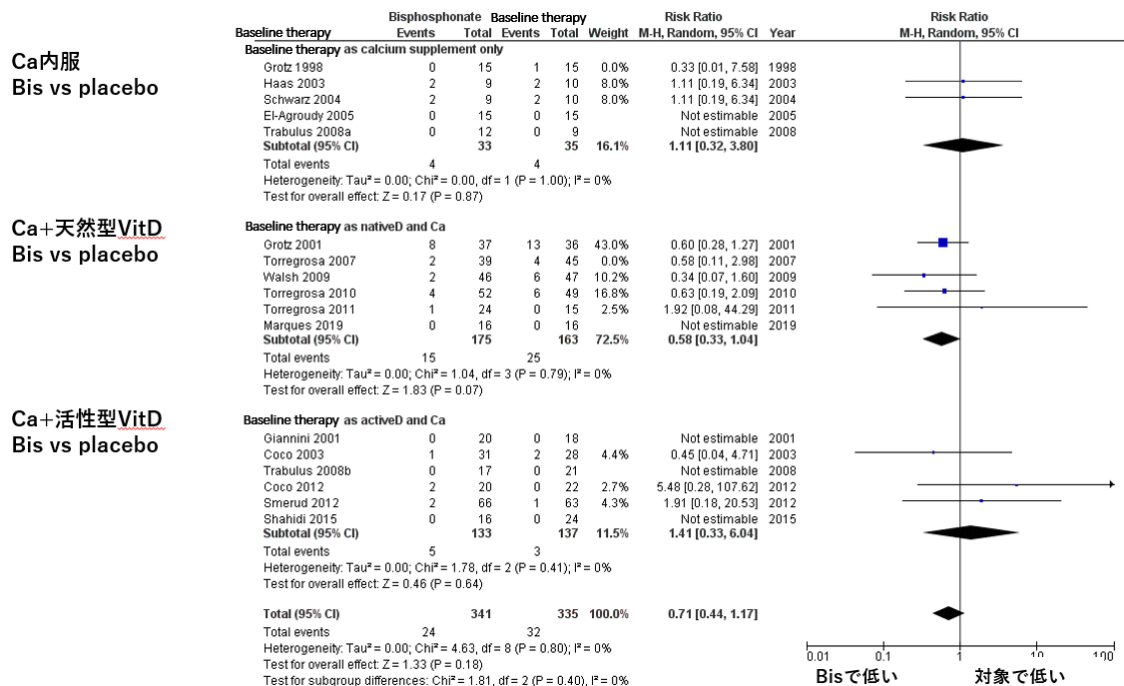 Bisphosphonate Baseline therapy Risk Ratio Risk Ratio
Baseline therapy Events Total Events Total Weight M-H, Random, 95% CI Year M-H, Random, 95% CI
Ca内服
Bis vs placebo
Baseline therapy as calcium supplement only
Grotz 1998 0 15 1 15 0.0% 0.33 [0.01, 7.58] 1998
Haas 2003 2 9 2 10 8.0% 1.11 [0.19, 6.34] 2003
Schwarz 2004 2 9 2 10 8.0% 1.11 [0.19, 6.34] 2004
El-Agroudy 2005 0 15 0 15 Not estimable 2005
Trabulus 2008a 0 12 0 9 Not estimable 2008
Subtotal (95% CI) 33 35 16.1% 1.11 [0.32, 3.80]
Total events 4 4
Heterogeneity: Tau² = 0.00; Chi² = 0.00, df = 1 (P = 1.00); I² = 0%
Test for overall effect: Z = 0.17 (P = 0.87)
Ca+天然型VitD
Bis vs placebo
Baseline therapy as nativeD and Ca
Grotz 2001 8 37 13 36 43.0% 0.60 [0.28, 1.27] 2001
Torregrosa 2007 2 39 4 45 0.0% 0.58 [0.11, 2.98] 2007
Walsh 2009 2 46 6 47 10.2% 0.34 [0.07, 1.60] 2009
Torregrosa 2010 4 52 6 49 16.8% 0.63 [0.19, 2.09] 2010
Torregrosa 2011 1 24 0 15 2.5% 1.92 [0.08, 44.29] 2011
Marques 2019 0 16 0 16 Not estimable 2019
Subtotal (95% CI) 175 163 72.5% 0.58 [0.33, 1.04]
Total events 15 25
Heterogeneity: Tau² = 0.00; Chi² = 1.04, df = 3 (P = 0.79); I² = 0%
Test for overall effect: Z = 1.83 (P = 0.07)
Ca+活性型VitD
Bis vs placebo
Baseline therapy as activeD and Ca
Giannini 2001 0 20 0 18 Not estimable 2001
Coco 2003 1 31 2 28 4.4% 0.45 [0.04, 4.71] 2003
Trabulus 2008b 0 17 0 21 Not estimable 2008
Coco 2012 2 20 0 22 2.7% 5.48 [0.28, 107.62] 2012
Smerud 2012 2 66 1 63 4.3% 1.91 [0.18, 20.53] 2012
Shahidi 2015 0 16 0 24 Not estimable 2015
Subtotal (95% CI) 133 137 11.5% 1.41 [0.33, 6.04]
Total events 5 3
Heterogeneity: Tau² = 0.00; Chi² = 1.78, df = 2 (P = 0.41); I² = 0%
Test for overall effect: Z = 0.46 (P = 0.64)
Total (95% CI) 341 335 100.0% 0.71 [0.44, 1.17]
Total events 24 32
Heterogeneity: Tau² = 0.00; Chi² = 4.63, df = 8 (P = 0.80); I² = 0%
Test for overall effect: Z = 1.33 (P = 0.18)
Test for subgroup differences: Chi² = 1.81, df = 2 (P = 0.40), I² = 0%
0.01 0.1 1 10 100
Bisで低い 対象で低い